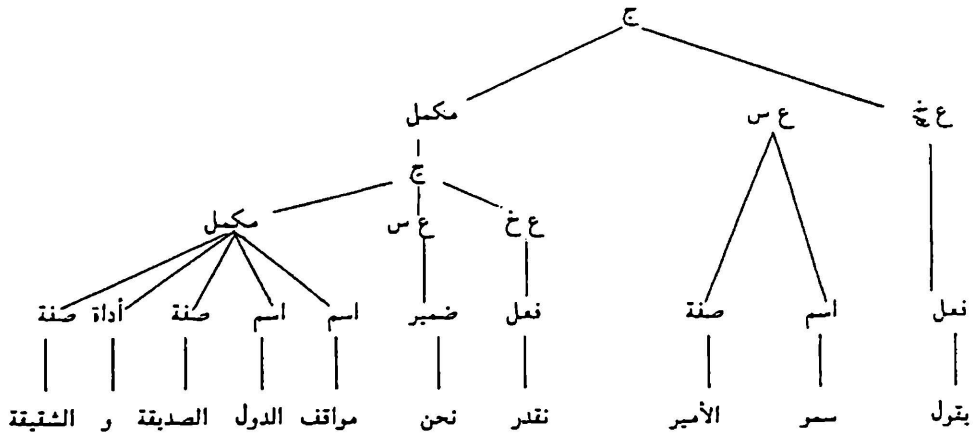 ج
ع خ ع س مكمل
ج
ع خ ع س مكمل
فعل اسم صفة فعل ضمير اسم اسم صفة أداة صفة
يقول سمر الأمير نقدر نحن مواقف الدول الصديقة و الشقيقة